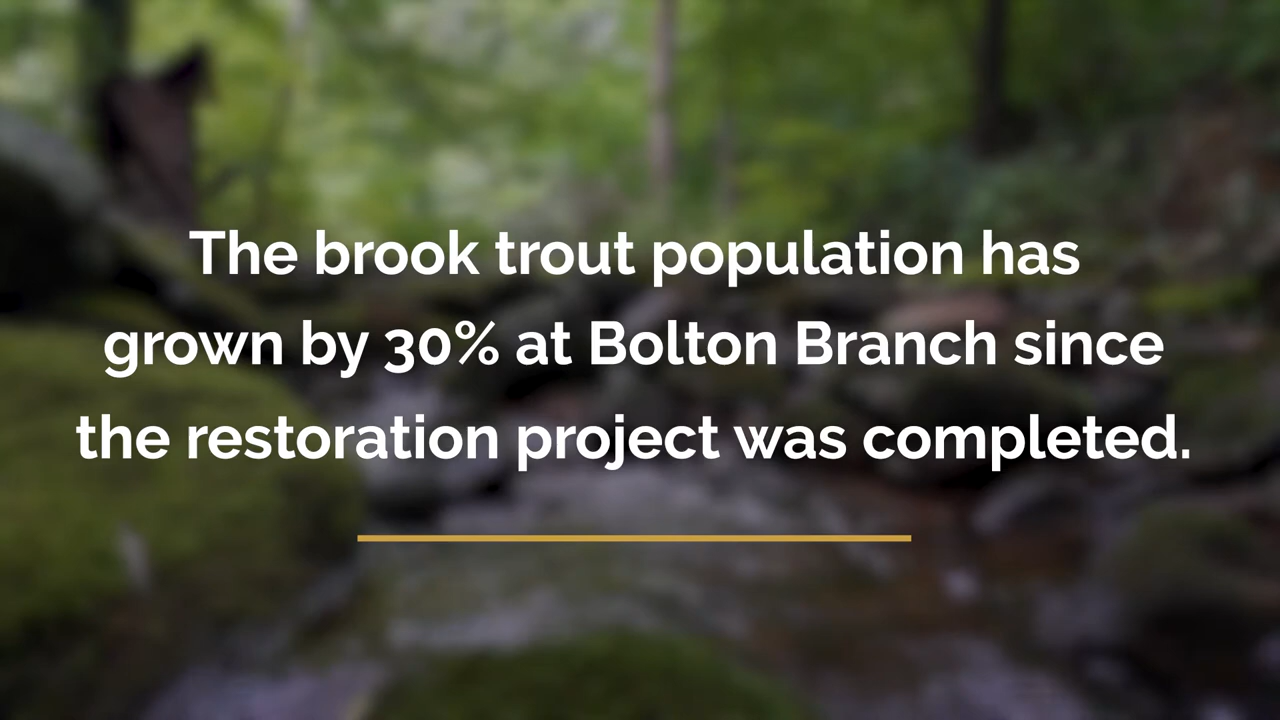 The brook trout population has
grown by 30% at Bolton Branch since
the restoration project was completed.